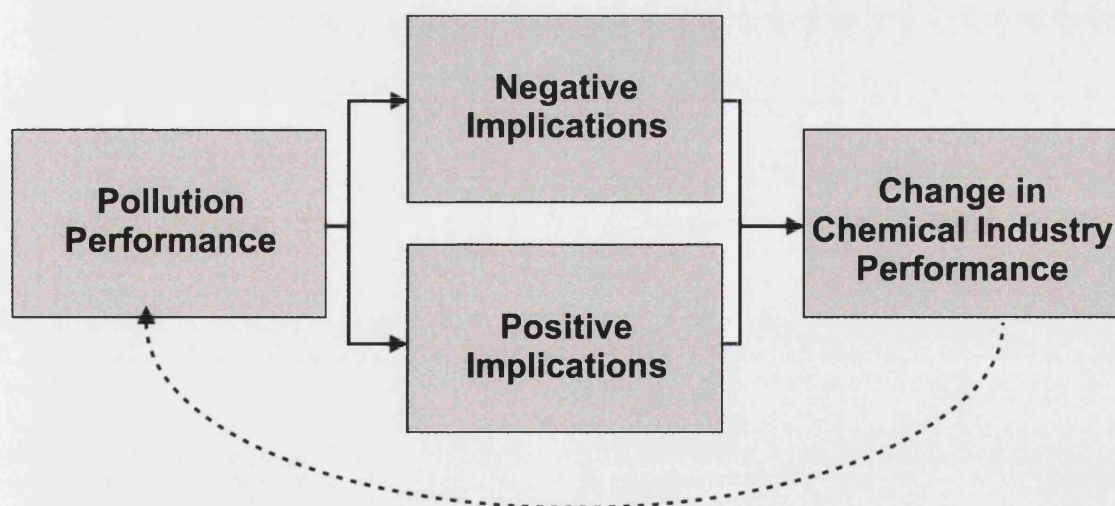 Pollution
Performance
Negative
Implications
Positive
Implications
Change in
Chemical Industry
Performance